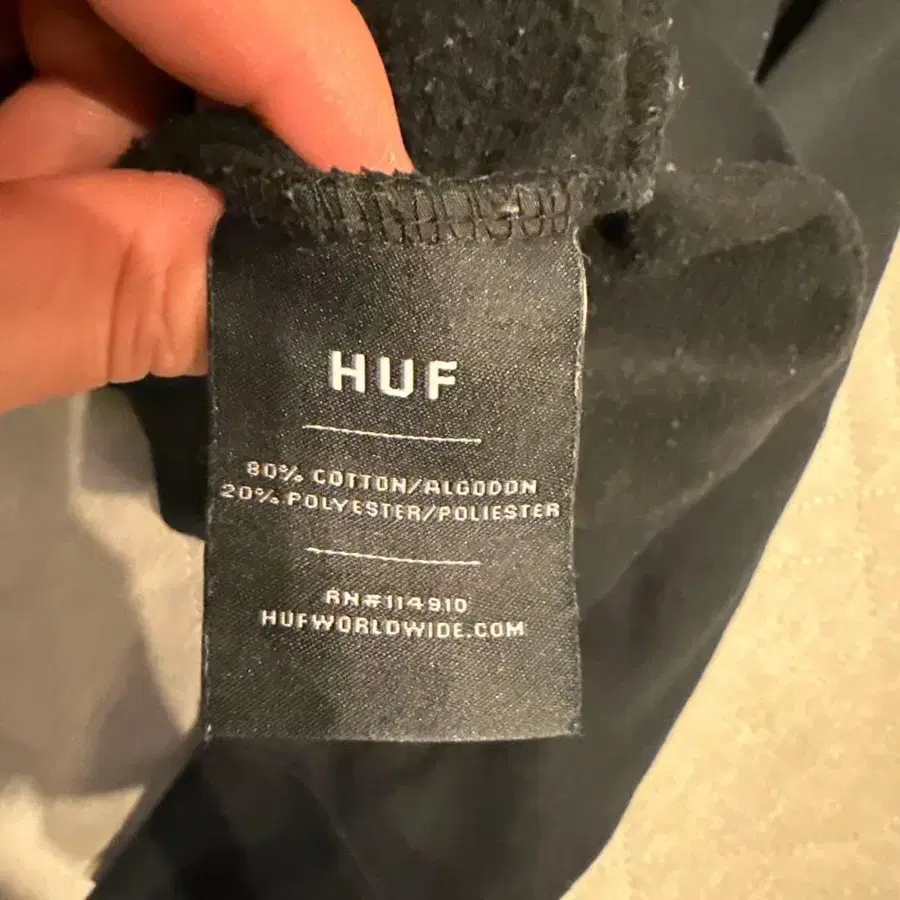 HUF
80% COTTON/ALGODON
20% POLYESTER/POLIESTER
RN#114910
HUFWORLDWIDE.COM